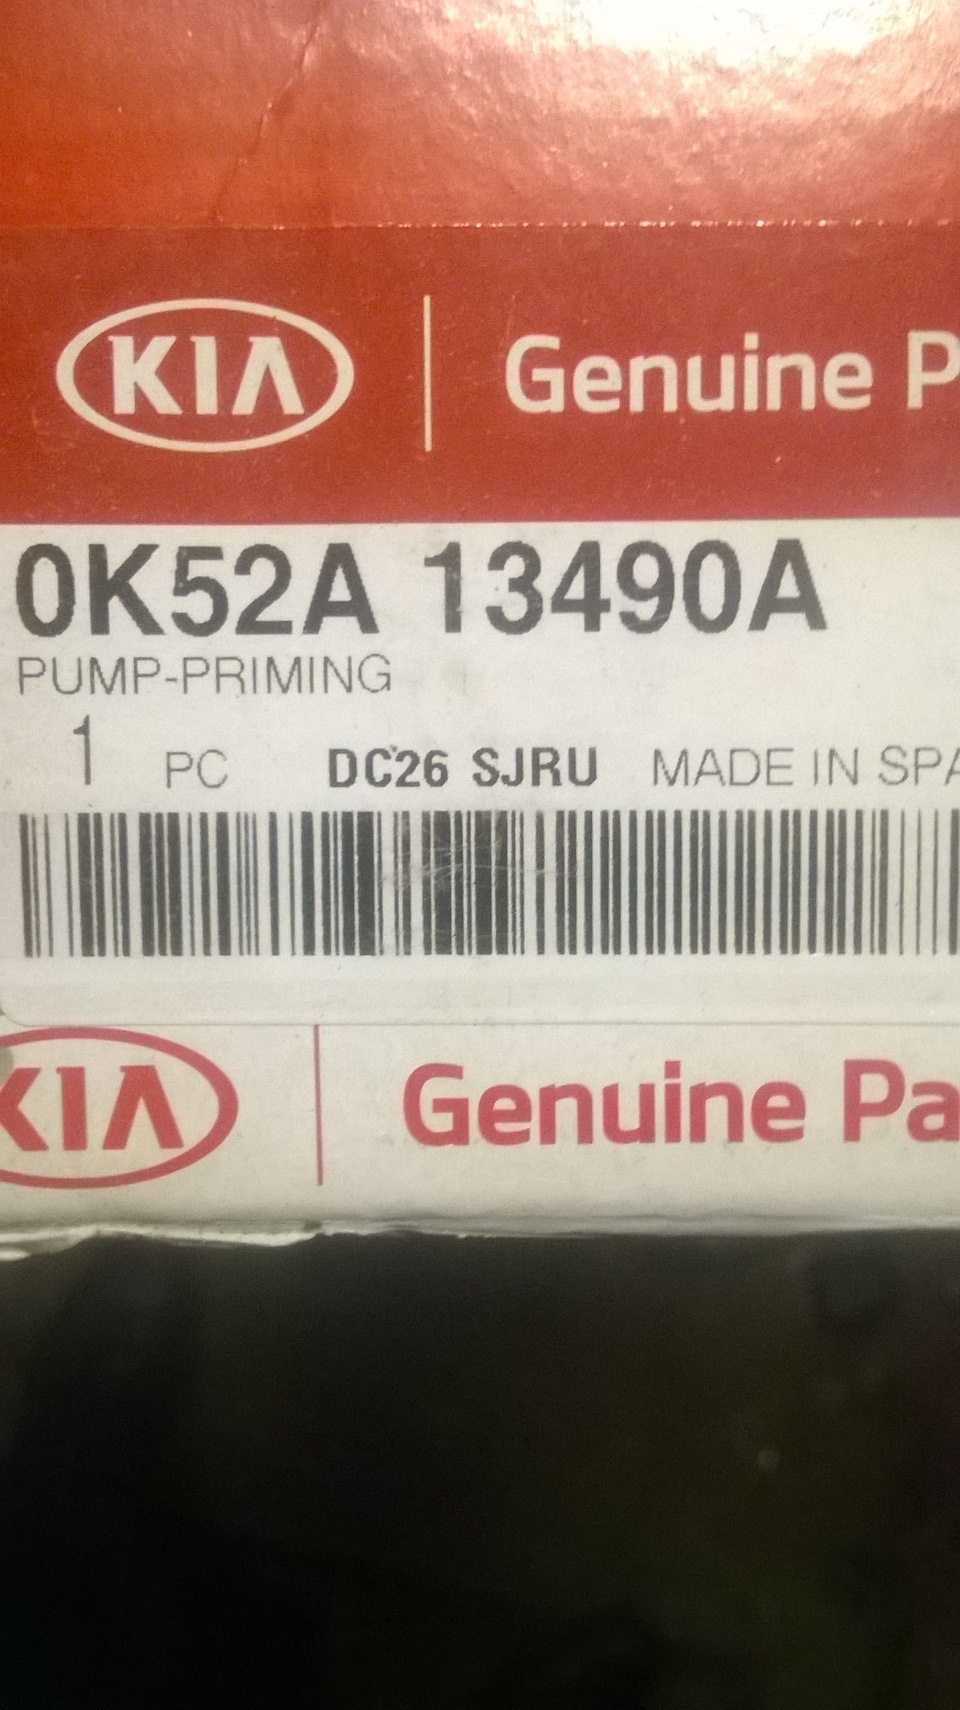 KIA Genuine P
0K52A 13490A
PUMP-PRIMING
1 PC DC26 SJRU MADE IN SPA
KIA Genuine Pa